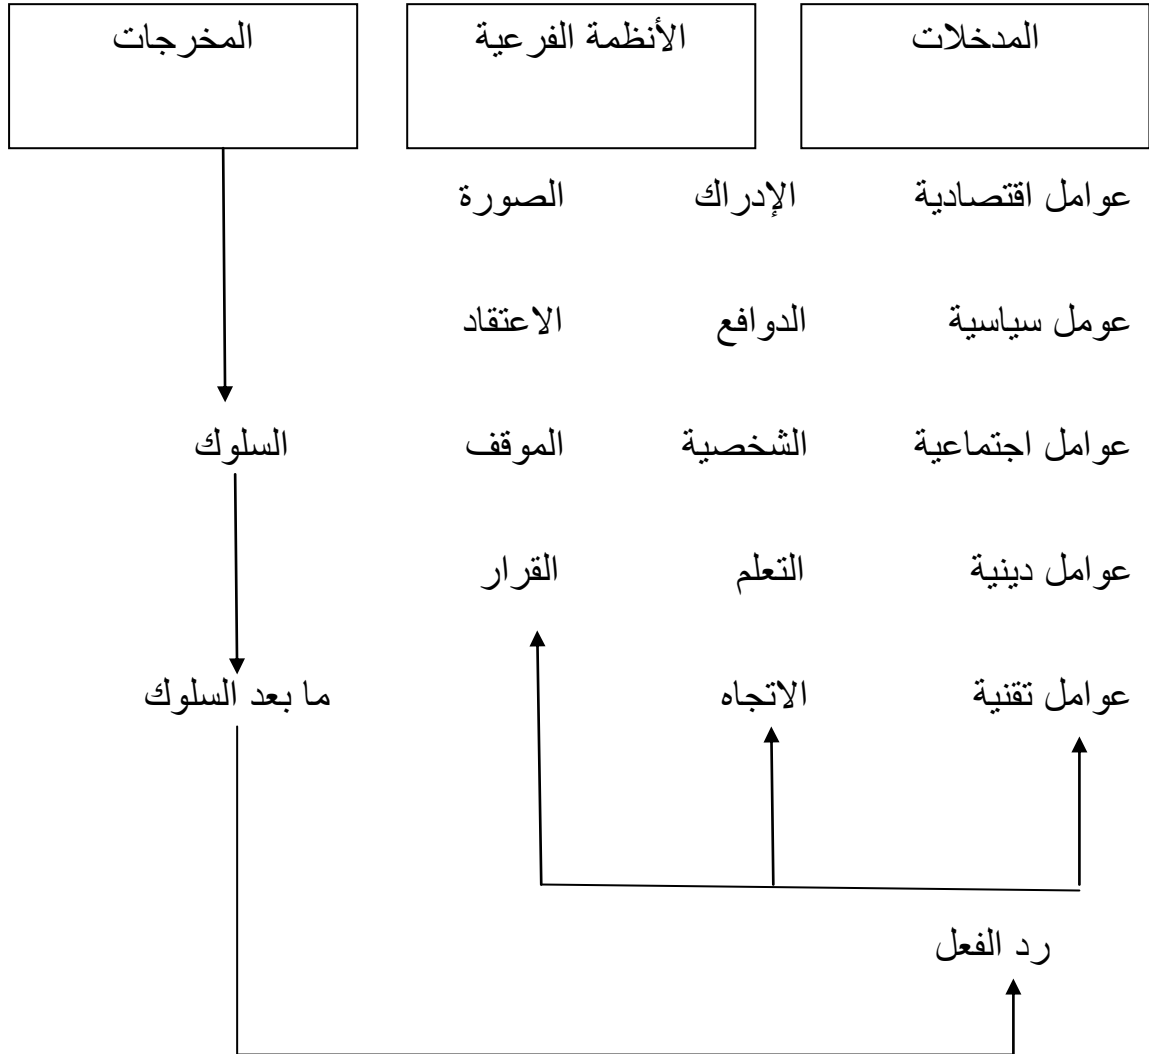 المدخلات الأنظمة الفرعية المخرجات
عوامل اقتصادية الإدراك الصورة
عومل سياسية الدوافع الاعتقاد
عوامل اجتماعية الشخصية الموقف السلوك
عوامل دينية التعلم القرار
عوامل تقنية الاتجاه ما بعد السلوك
رد الفعل